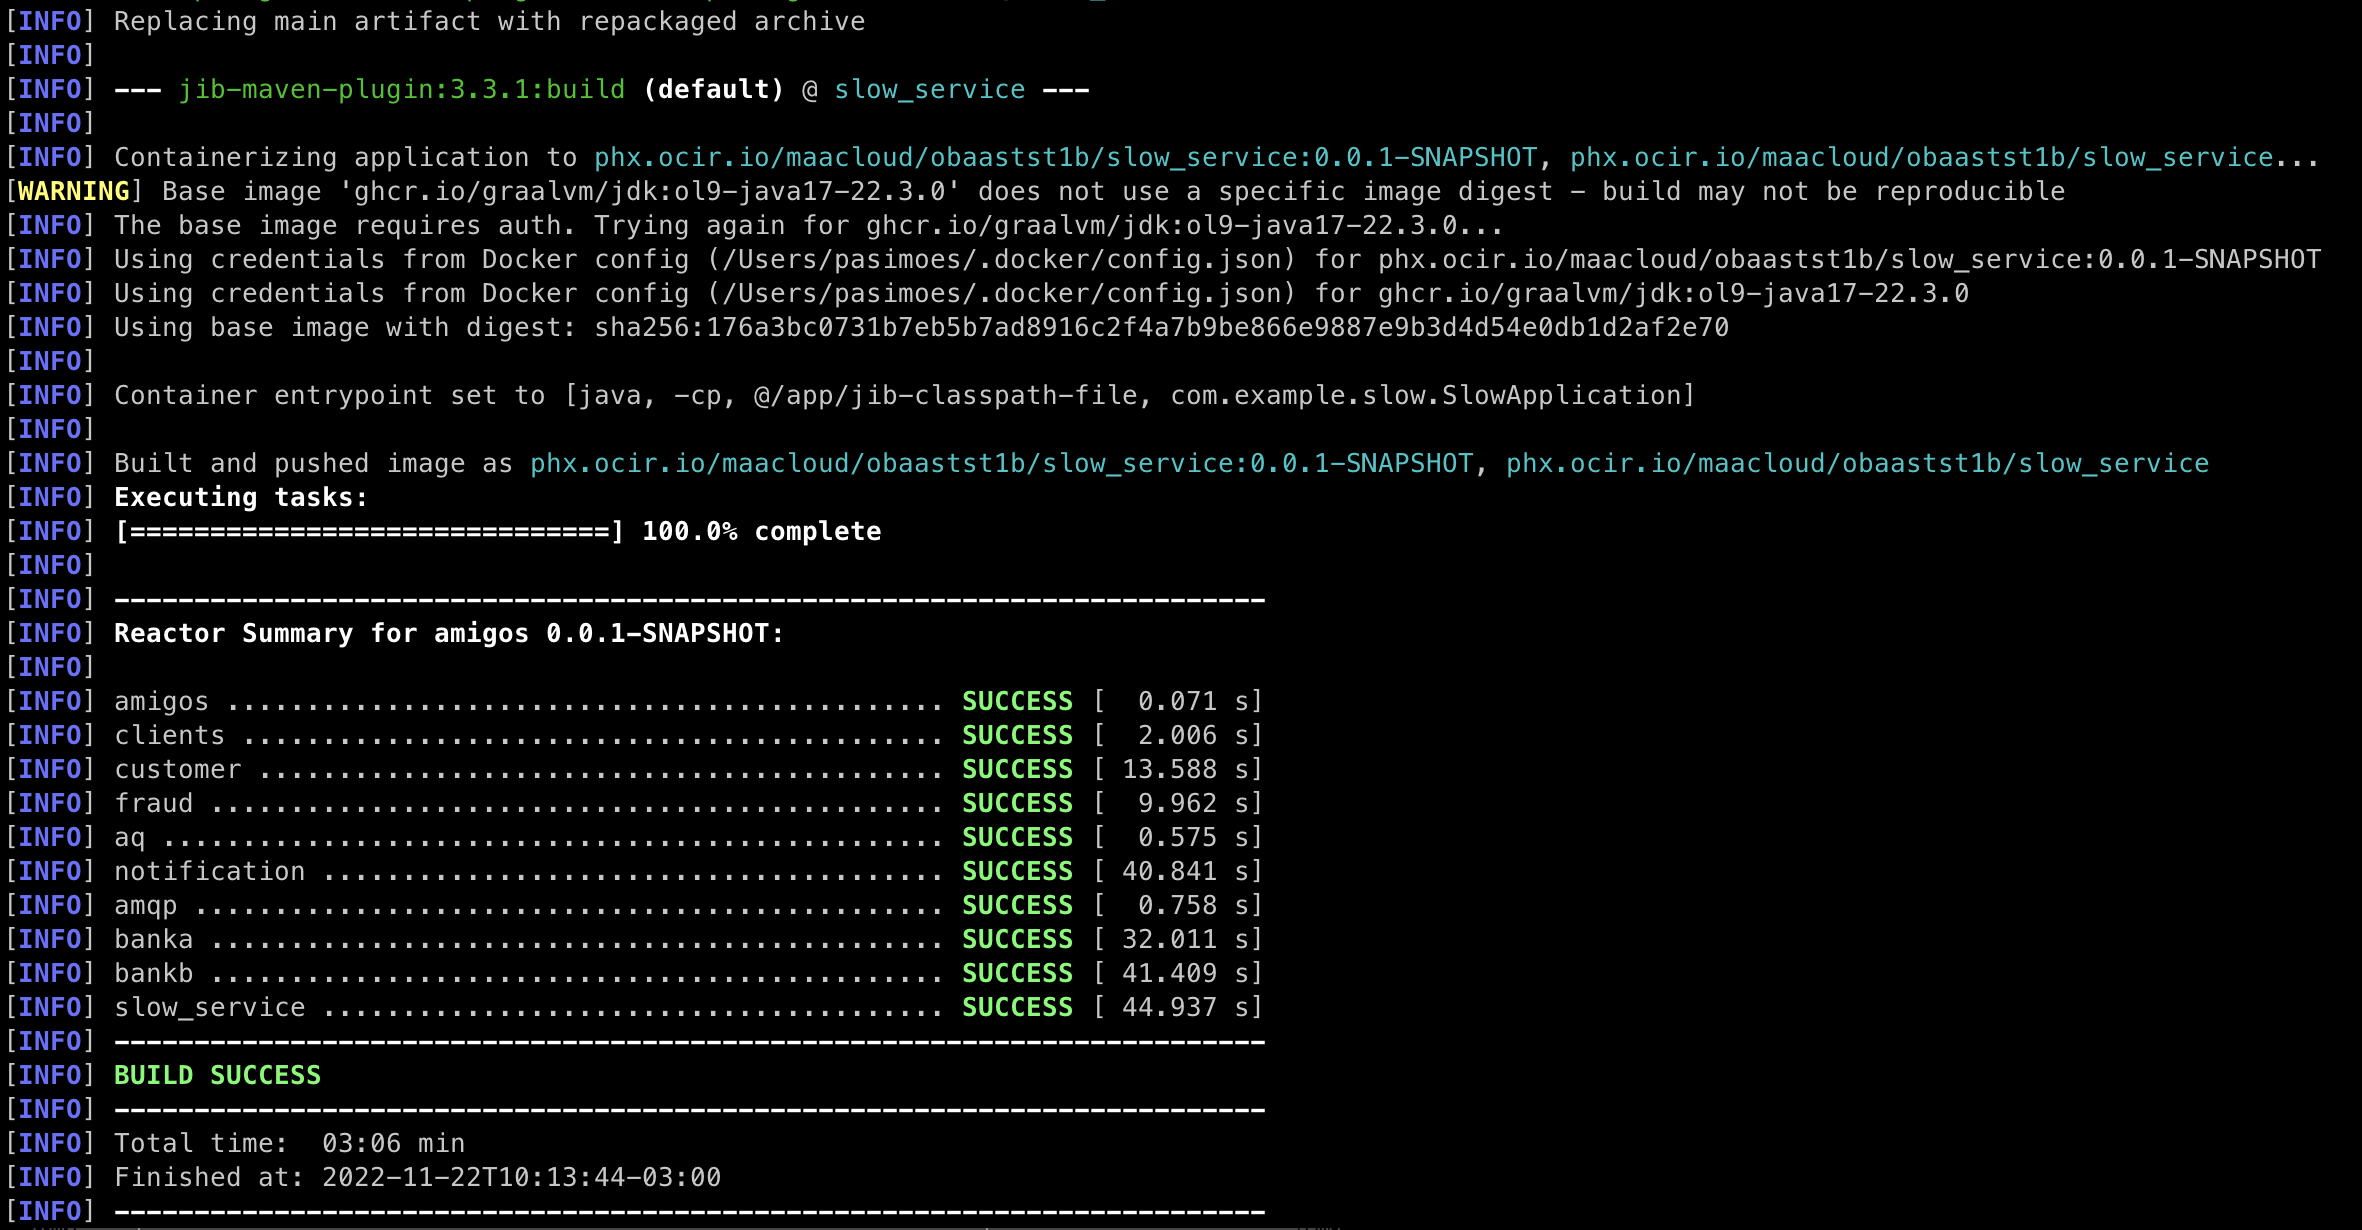 [INFO] Replacing main artifact with repackaged archive
[INFO]
[INFO] --- jib-maven-plugin:3.3.1:build (default) @ slow_service ---
[INFO]
[INFO] Containerizing application to phx.ocir.io/maacloud/obaastst1b/slow_service:0.0.1-SNAPSHOT, phx.ocir.io/maacloud/obaastst1b/slow_service...
[WARNING] Base image 'ghcr.io/graalvm/jdk:ol9-java17-22.3.0' does not use a specific image digest - build may not be reproducible
[INFO] The base image requires auth. Trying again for ghcr.io/graalvm/jdk:ol9-java17-22.3.0...
[INFO] Using credentials from Docker config (/Users/pasimoes/.docker/config.json) for phx.ocir.io/maacloud/obaastst1b/slow_service:0.0.1-SNAPSHOT
[INFO] Using credentials from Docker config (/Users/pasimoes/.docker/config.json) for ghcr.io/graalvm/jdk:ol9-java17-22.3.0
[INFO] Using base image with digest: sha256:176a3bc0731b7eb5b7ad8916c2f4a7b9be866e9887e9b3d4d54e0db1d2af2e70
[INFO]
[INFO] Container entrypoint set to [java, -cp, @/app/jib-classpath-file, com.example.slow.SlowApplication]
[INFO]
[INFO] Built and pushed image as phx.ocir.io/maacloud/obaastst1b/slow_service:0.0.1-SNAPSHOT, phx.ocir.io/maacloud/obaastst1b/slow_service
[INFO] Executing tasks:
[INFO] [==============================] 100.0% complete
[INFO]
[INFO] ------------------------------------------------------------------------
[INFO] Reactor Summary for amigos 0.0.1-SNAPSHOT:
[INFO]
[INFO] amigos ............................................. SUCCESS [  0.071 s]
[INFO] clients ............................................ SUCCESS [  2.006 s]
[INFO] customer ........................................... SUCCESS [ 13.588 s]
[INFO] fraud .............................................. SUCCESS [  9.962 s]
[INFO] aq ................................................. SUCCESS [  0.575 s]
[INFO] notification ....................................... SUCCESS [ 40.841 s]
[INFO] amqp ............................................... SUCCESS [  0.758 s]
[INFO] banka .............................................. SUCCESS [ 32.011 s]
[INFO] bankb .............................................. SUCCESS [ 41.409 s]
[INFO] slow_service ....................................... SUCCESS [ 44.937 s]
[INFO] ------------------------------------------------------------------------
[INFO] BUILD SUCCESS
[INFO] ------------------------------------------------------------------------
[INFO] Total time:  03:06 min
[INFO] Finished at: 2022-11-22T10:13:44-03:00
[INFO] ------------------------------------------------------------------------